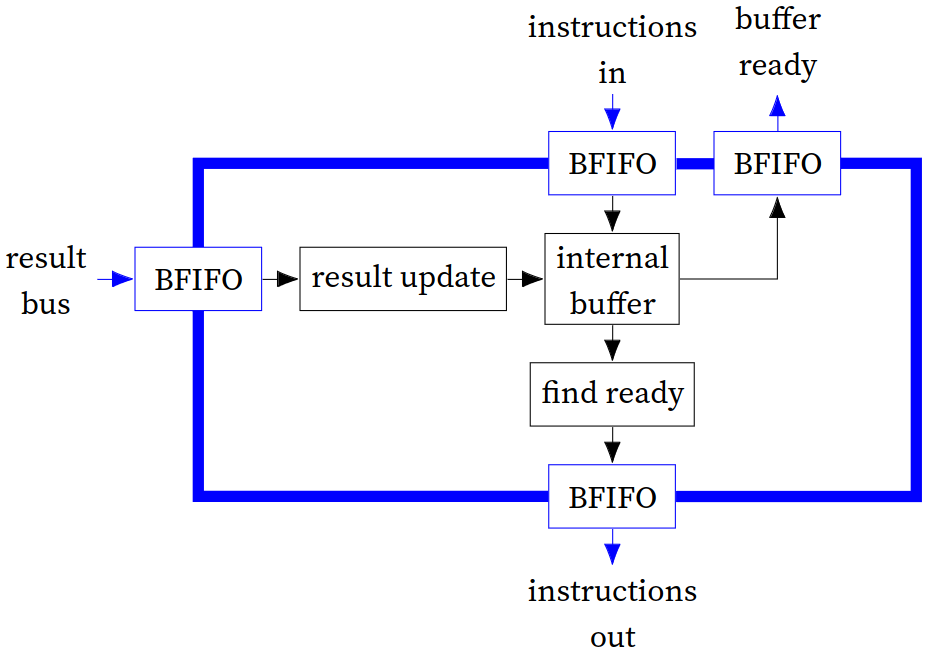 instructions
in
buffer
ready
BFIFO
BFIFO
result
bus
BFIFO
result update
internal
buffer
find ready
BFIFO
instructions
out